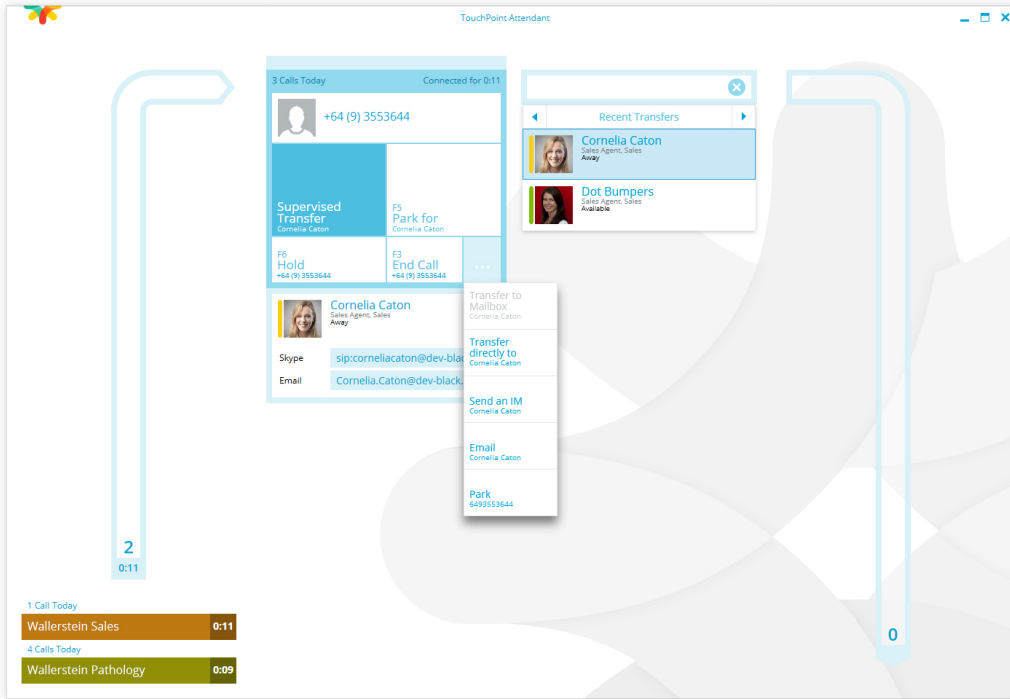 TouchPoint Attendant
3 Calls Today
Connected for 0:11
+64 (9) 3553644
Supervised
Transfer
Cornelia Caton
F5
Park for
Cornelia Caton
F6
Hold
+64 (9) 3553644
F3
End Call
+64 (9) 3553644
...
Cornelia Caton
Sales Agent, Sales
Away
Skype
sip:corneliacaton@dev-bla
Email
Cornelia.Caton@dev-black.
Transfer to
Mailbox
Cornelia Caton
Transfer
directly to
Cornelia Caton
Send an IM
Cornelia Caton
Email
Cornelia Caton
Park
6493553644
Recent Transfers
Cornelia Caton
Sales Agent, Sales
Away
Dot Bumpers
Sales Agent, Sales
Available
2
0:11
1 Call Today
Wallerstein Sales
0:11
4 Calls Today
Wallerstein Pathology
0:09
0